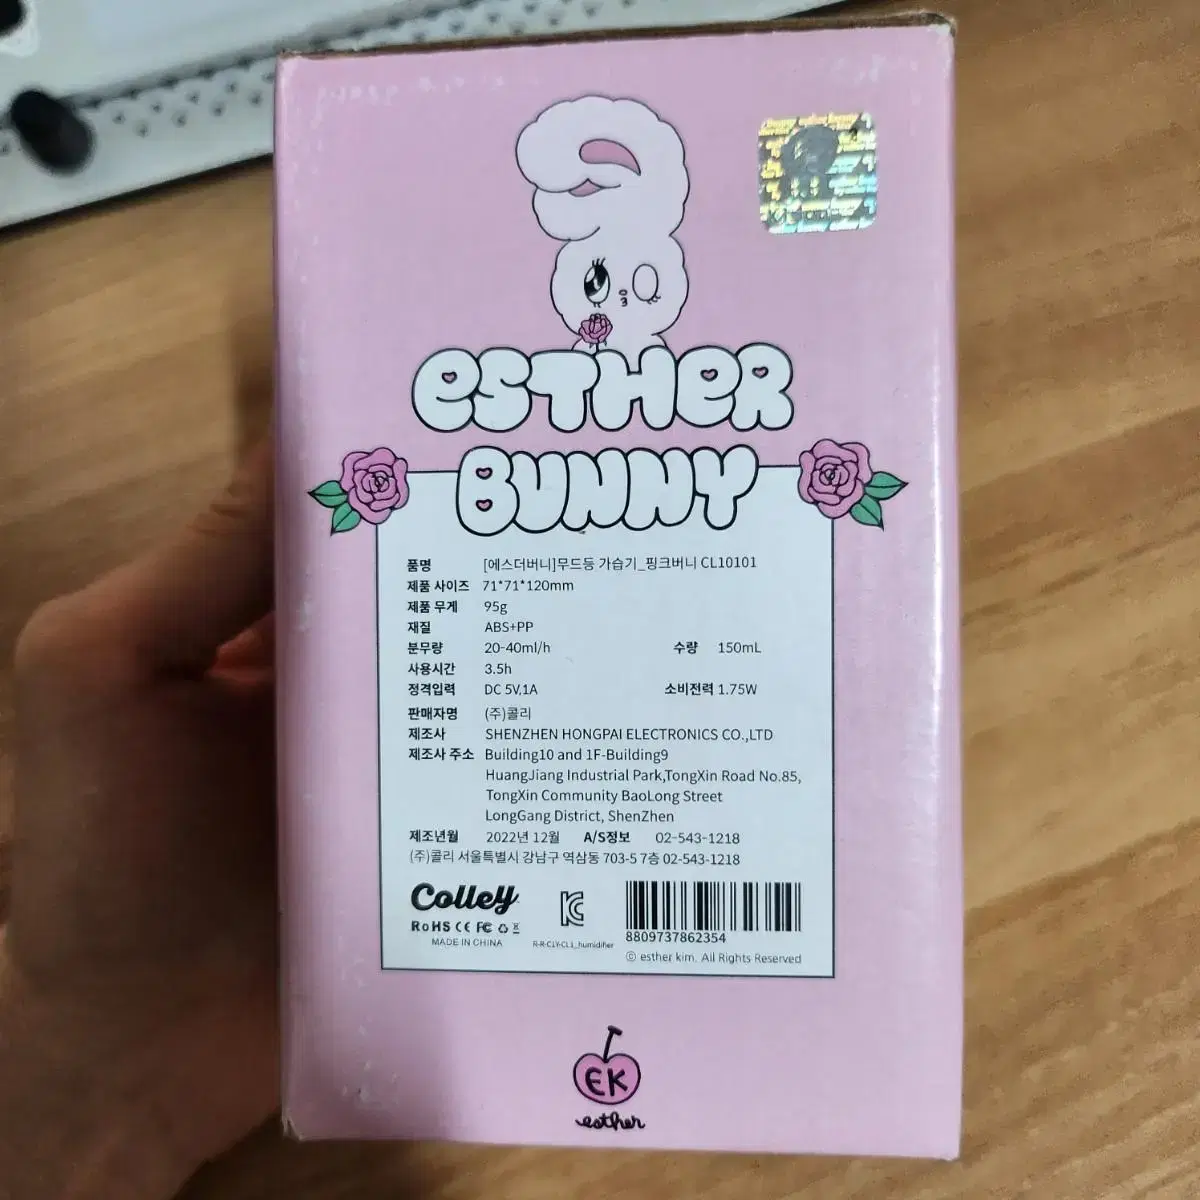 esther
Bunny
품명 [에스더버니]무드등 가습기_핑크버니 CL10101
제품 사이즈 71*71*120mm
제품 무게 95g
재질 ABS+PP
분무량 20-40ml/h 수량 150mL
사용시간 3.5h
정격입력 DC 5V,1A 소비전력 1.75W
판매자명 (주)콜리
제조사 SHENZHEN HONGPAI ELECTRONICS CO.,LTD
제조사 주소 Building10 and 1F-Building9
HuangJiang Industrial Park,TongXin Road No.85,
TongXin Community BaoLong Street
LongGang District, ShenZhen
제조년월 2022년 12월 A/S정보 02-543-1218
(주)콜리 서울특별시 강남구 역삼동 703-5 7층 02-543-1218
Colley
RoHS CE FC
MADE IN CHINA
R-R-CLY-CL1_humidifier
8809737862354
ⓒ esther kim. All Rights Reserved
EK
esther